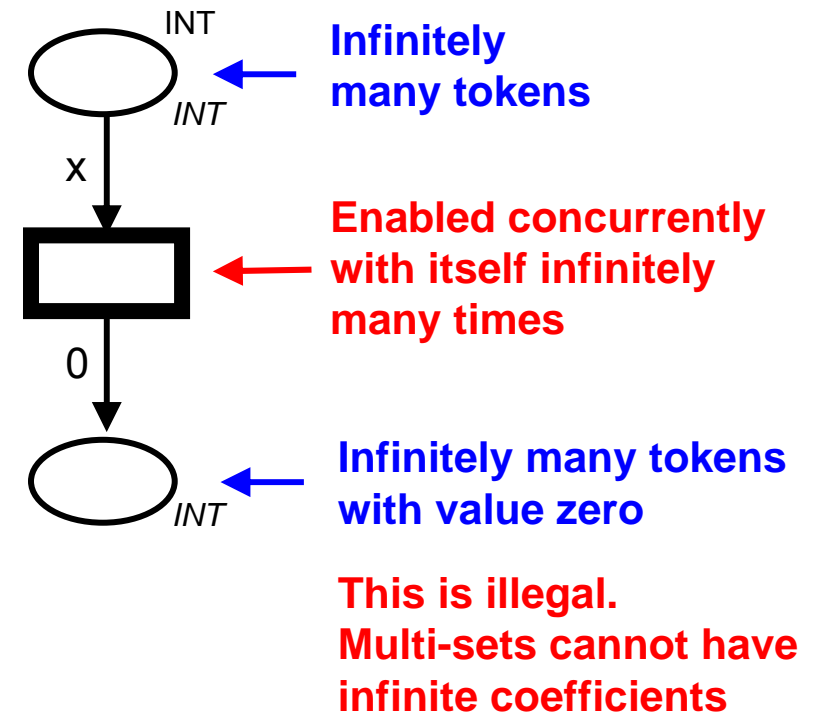 INT
Infinitely
many tokens
INT
x
Enabled concurrently
with itself infinitely
many times
0
Infinitely many tokens
with value zero
INT
This is illegal.
Multi-sets cannot have
infinite coefficients